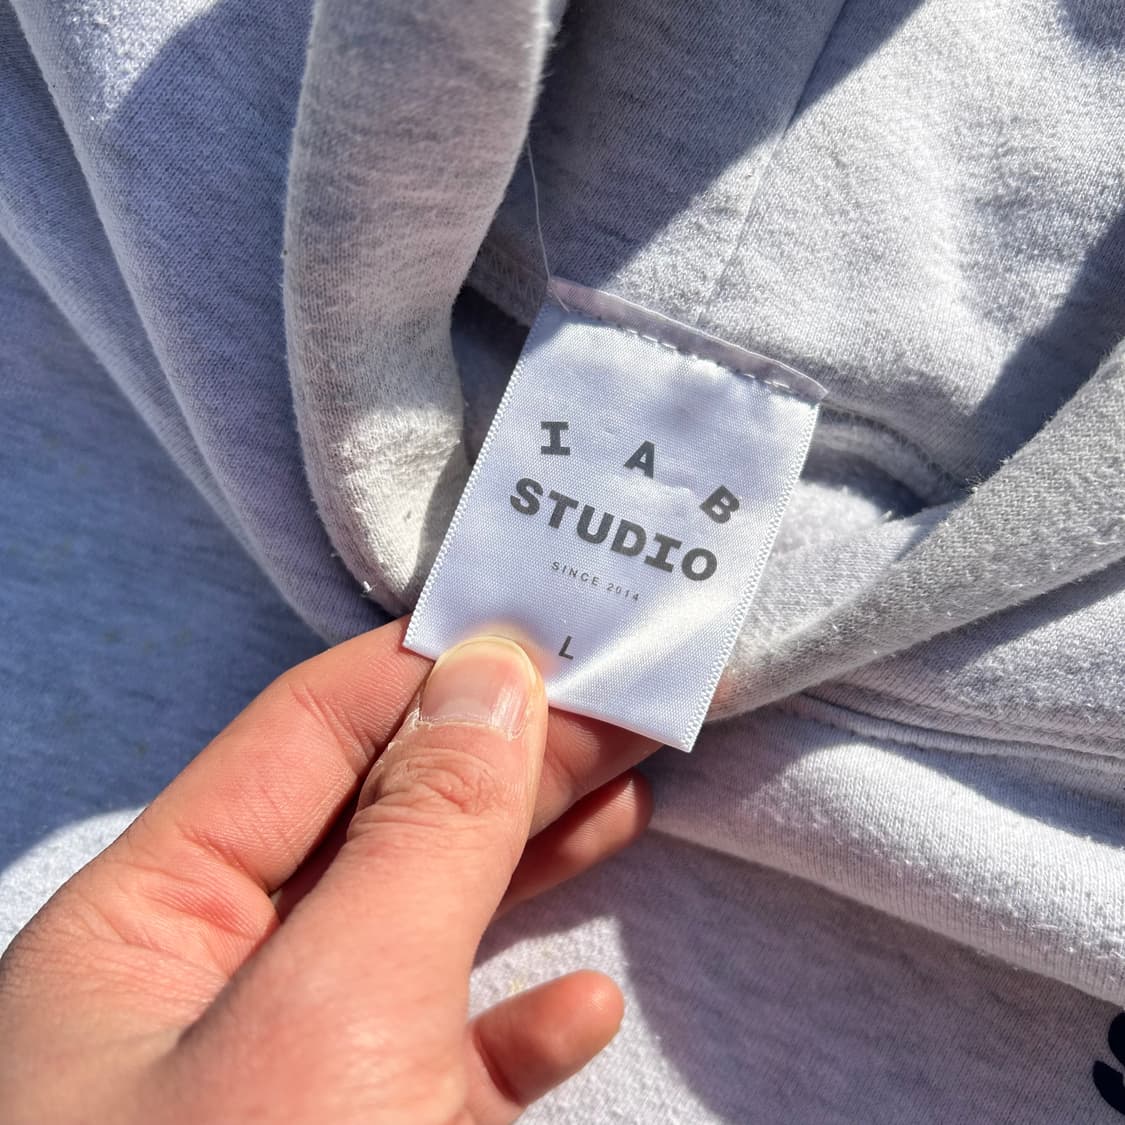 I A B
STUDIO
SINCE 2014
L